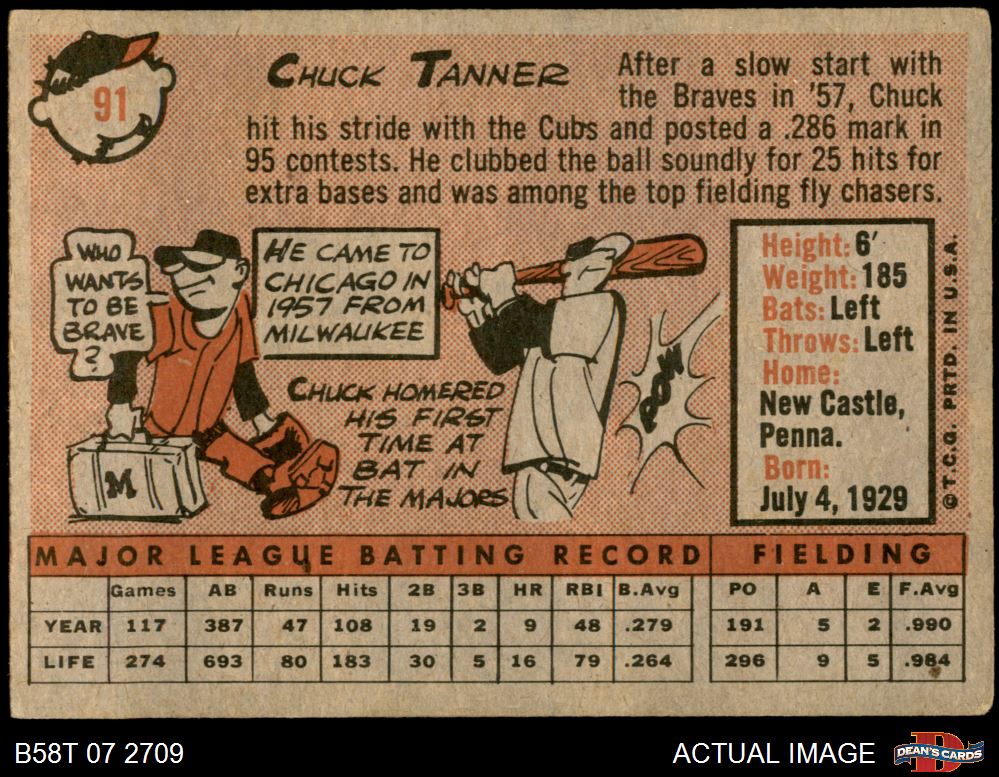 91
CHUCK TANNER
After a slow start with
the Braves in '57, Chuck
hit his stride with the Cubs and posted a .286 mark in
95 contests. He clubbed the ball soundly for 25 hits for
extra bases and was among the top fielding fly chasers.
WHO
WANTS
TO BE
BRAVE
?
HE CAME TO
CHICAGO IN
1957 FROM
MILWAUKEE
M
CHUCK HOMERED
HIS FIRST
TIME AT
BAT IN
THE MAJORS
POW
Height: 6'
Weight: 185
Bats: Left
Throws: Left
Home:
New Castle,
Penna.
Born:
July 4, 1929
© T.C.G. PRTD. IN U.S.A.
MAJOR LEAGUE BATTING RECORD FIELDING
Games AB Runs Hits 2B 3B HR RBI B.Avg PO A E F.Avg
YEAR 117 387 47 108 19 2 9 48 .279 191 5 2 .990
LIFE 274 693 80 183 30 5 16 79 .264 296 9 5 .984
B58T 07 2709
ACTUAL IMAGE
D
DEAN'S CARDS